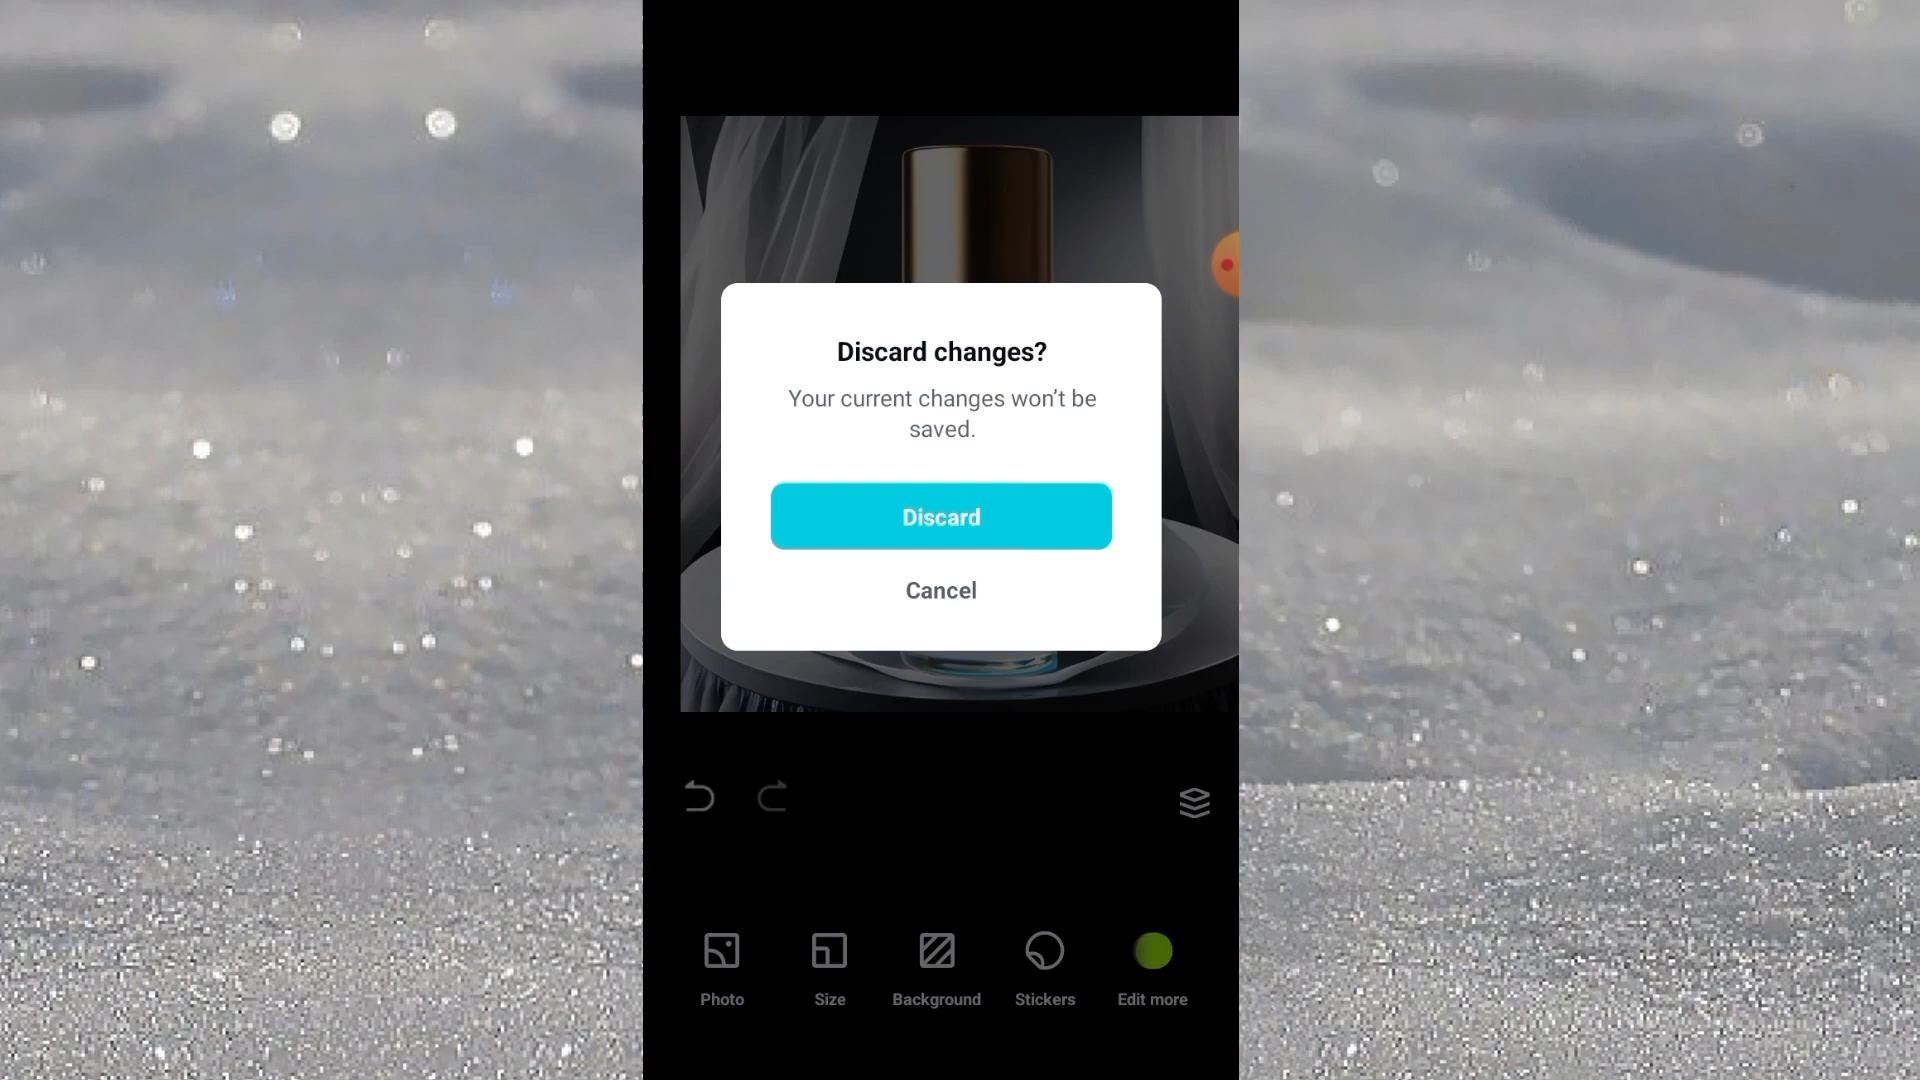 Discard changes?
Your current changes won’t be
saved.
Discard
Cancel
Photo
Size
Background
Stickers
Edit more